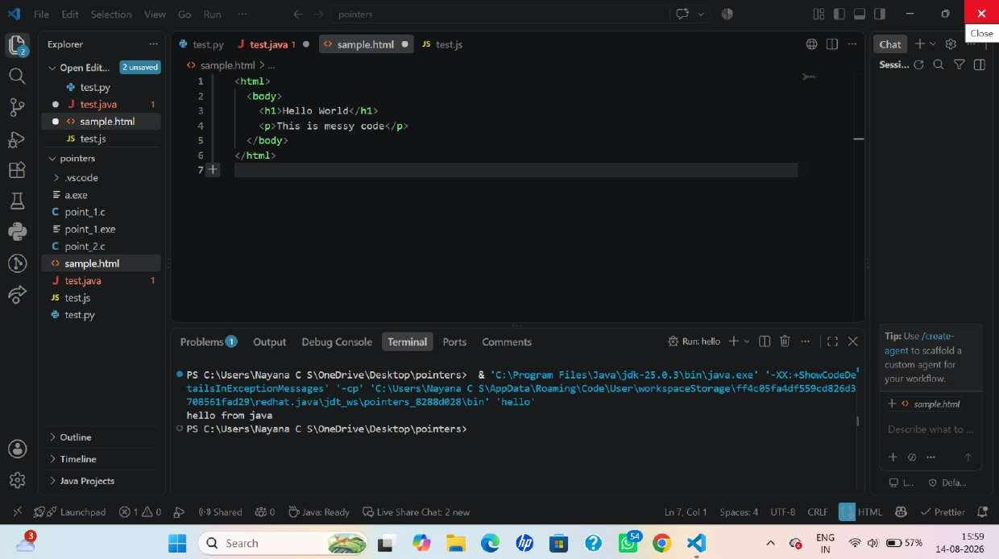 File Edit Selection View Go Run ··· pointers
Close
Explorer ···
Open Edit... 2 unsaved
test.py
J test.java 1
<> sample.html
JS test.js
pointers
.vscode
a.exe
C point_1.c
point_1.exe
C point_2.c
<> sample.html
J test.java 1
JS test.js
test.py
Outline
Timeline
Java Projects
2
test.py J test.java 1 <> sample.html JS test.js
<> sample.html > ...
1 <html>
2 <body>
3 <h1>Hello World</h1>
4 <p>This is messy code</p>
5 </body>
6 </html>
7
Problems 1 Output Debug Console Terminal Ports Comments Run: hello
PS C:\Users\Nayana C S\OneDrive\Desktop\pointers> & 'C:\Program Files\Java\jdk-25.0.3\bin\java.exe' '-XX:+ShowCodeDe
tailsInExceptionMessages' '-cp' 'C:\Users\Nayana C S\AppData\Roaming\Code\User\workspaceStorage\ff4c05fa4df559cd826d3
708561fad29\redhat.java\jdt_ws\pointers_8288d028\bin' 'hello'
hello from java
PS C:\Users\Nayana C S\OneDrive\Desktop\pointers>
Chat
Sessi...
Tip: Use /create-
agent to scaffold a
custom agent for
your workflow.
<> sample.html
Describe what to ...
L... Defa...
Launchpad 1 0 Shared 0 Java: Ready Live Share Chat: 2 new Ln 7, Col 1 Spaces: 4 UTF-8 CRLF HTML Prettier
3 Search hp 54 ENG 57% 15:59
IN 14-08-2026